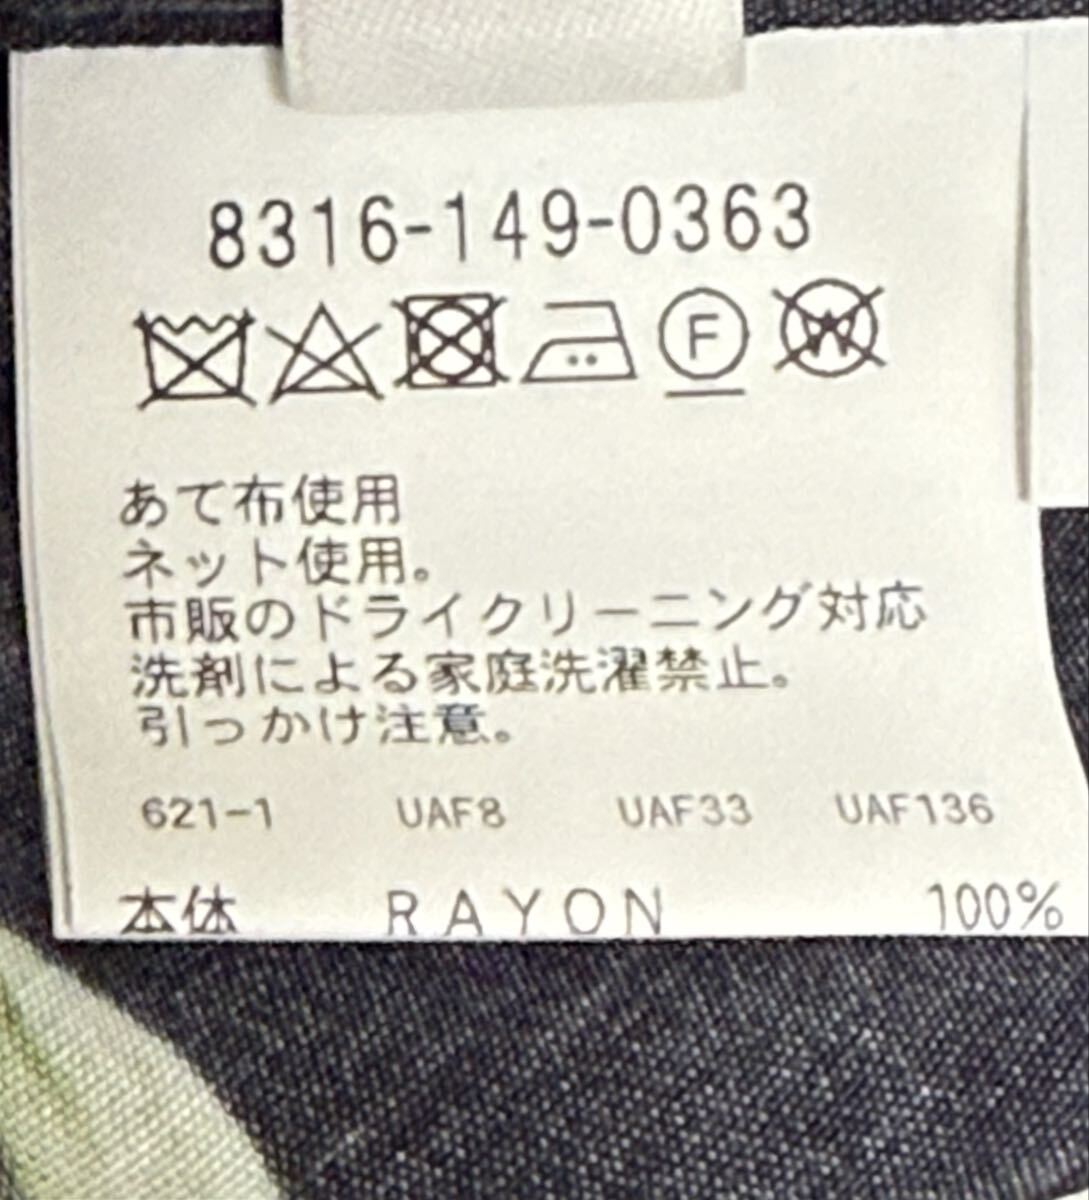 8316-149-0363
F W
あて布使用
ネット使用。
市販のドライクリーニング対応
洗剤による家庭洗濯禁止。
引っかけ注意。
621-1 UAF8 UAF33 UAF136
本体 RAYON 100%